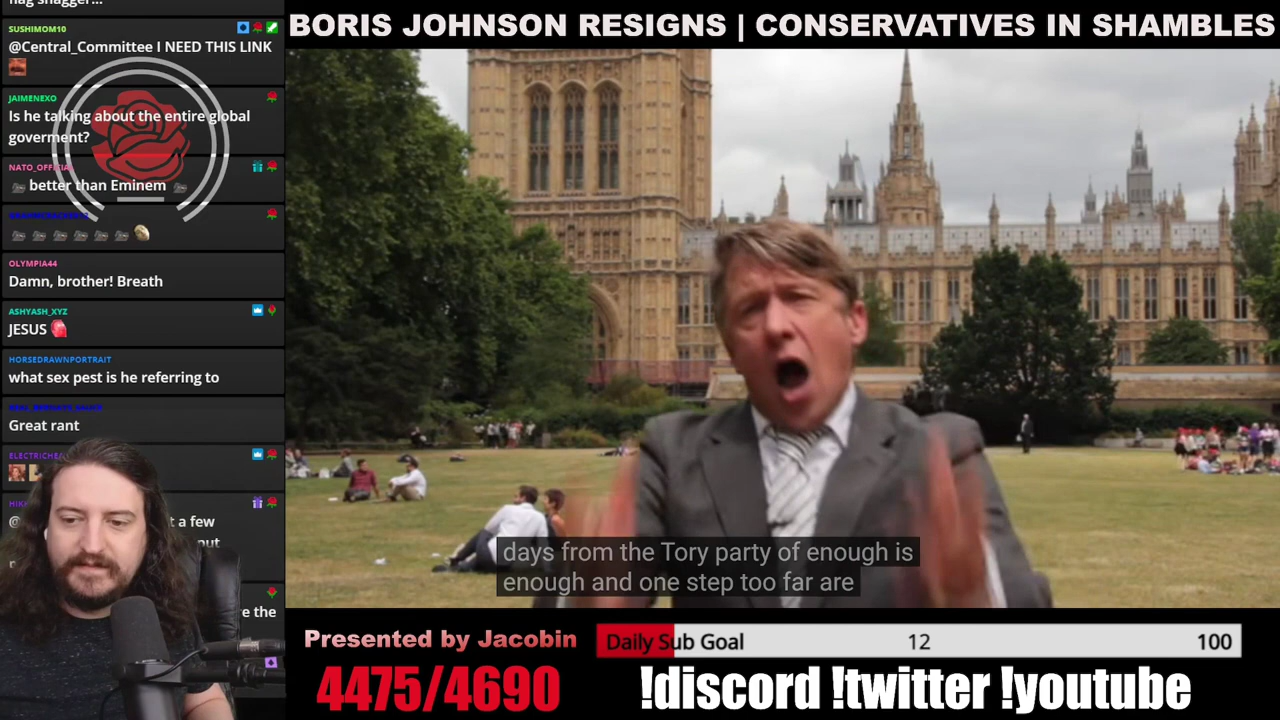 BORIS JOHNSON RESIGNS | CONSERVATIVES IN SHAMBLES
SUSHIMOM10
@Central_Committee I NEED THIS LINK
JAIMENEXO
Is he talking about the entire global
goverment?
better than Eminem
OLYMPIA44
Damn, brother! Breath
ASHYASH_XYZ
JESUS
HORSEDRAWNPORTRAIT
what sex pest is he referring to
Great rant
t a few
e the
days from the Tory party of enough is
enough and one step too far are
Presented by Jacobin
Daily Sub Goal
12
100
4475/4690
!discord !twitter !youtube